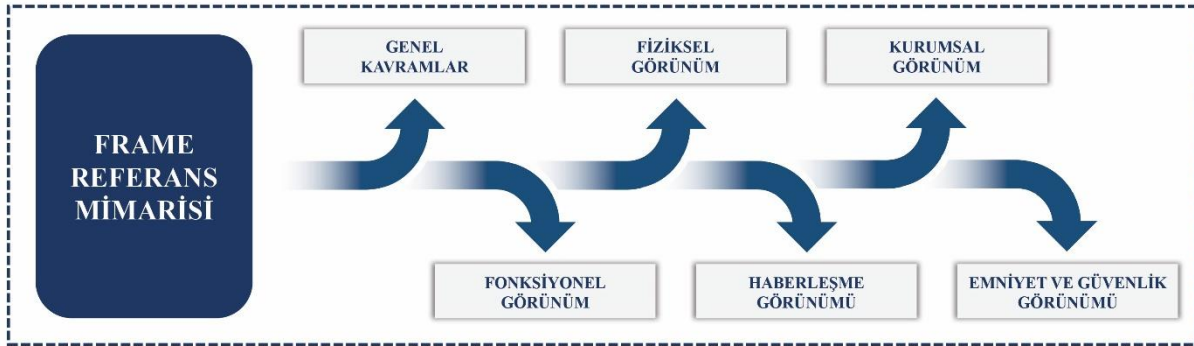 FRAME
REFERANS
MİMARİSİ
GENEL
KAVRAMLAR
FONKSİYONEL
GÖRÜNÜM
FİZİKSEL
GÖRÜNÜM
HABERLEŞME
GÖRÜNÜMÜ
KURUMSAL
GÖRÜNÜM
EMNİYET VE GÜVENLİK
GÖRÜNÜMÜ